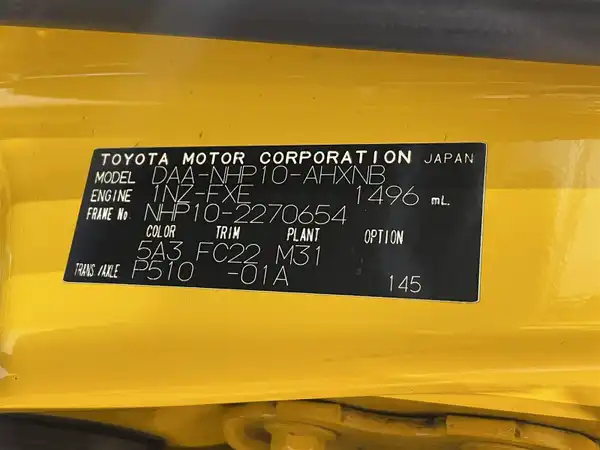 TOYOTA MOTOR CORPORATION JAPAN
MODEL DAA-NHP10-AHXNB
ENGINE 1NZ-FXE 1496 mL
FRAME No. NHP10-2270654
COLOR TRIM PLANT OPTION
5A3 FC22 M31
TRANS/AXLE P510 -01A 145